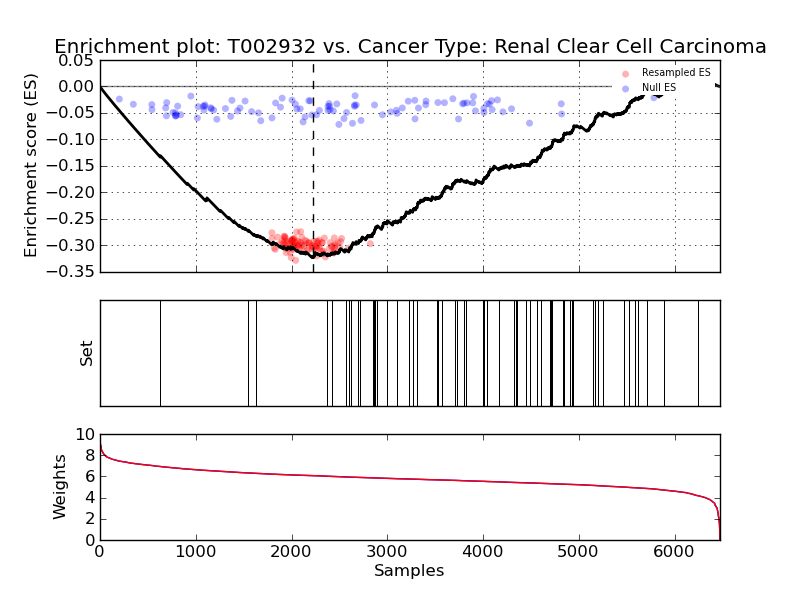 Enrichment plot: T002932 vs. Cancer Type: Renal Clear Cell Carcinoma
Enrichment score (ES)
0.05
0.00
−0.05
−0.10
−0.15
−0.20
−0.25
−0.30
−0.35
Resampled ES
Null ES
Set
Weights
10
8
6
4
2
0
0 1000 2000 3000 4000 5000 6000
Samples